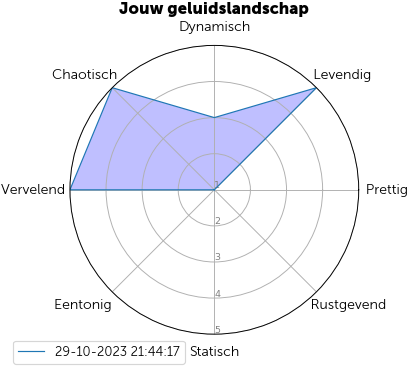 Jouw geluidslandschap
Dynamisch
Chaotisch
Levendig
Vervelend
1
Prettig
2
3
4
Eentonig
Rustgevend
5
29-10-2023 21:44:17
Statisch